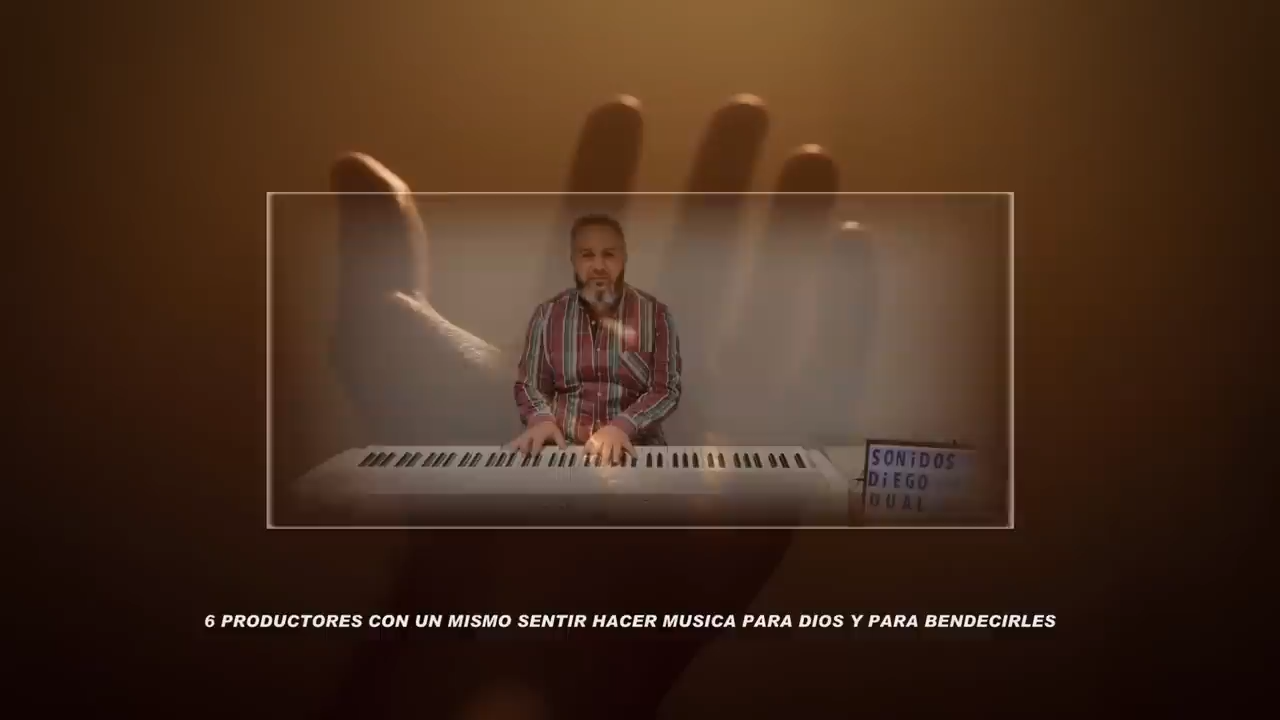 SONiDOS
DiEGO
DUAL
6 PRODUCTORES CON UN MISMO SENTIR HACER MUSICA PARA DIOS Y PARA BENDECIRLES